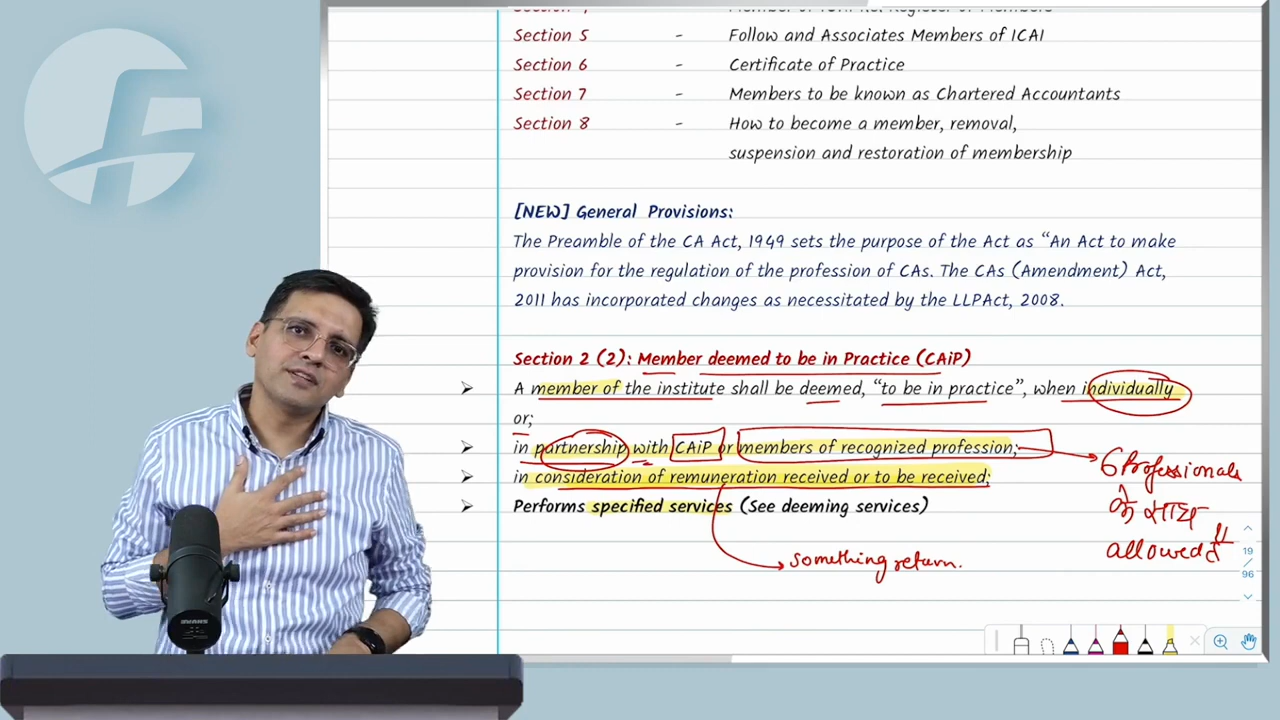 Section 5 - Follow and Associates Members of ICAI
Section 6 - Certificate of Practice
Section 7 - Members to be known as Chartered Accountants
Section 8 - How to become a member, removal,
suspension and restoration of membership
[NEW] General Provisions:
The Preamble of the CA Act, 1949 sets the purpose of the Act as “An Act to make
provision for the regulation of the profession of CAs. The CAs (Amendment) Act,
2011 has incorporated changes as necessitated by the LLPAct, 2008.
Section 2 (2): Member deemed to be in Practice (CAiP)
➢ A member of the institute shall be deemed, “to be in practice”, when individually
or;
➢ in partnership with CAiP or members of recognized profession;
➢ in consideration of remuneration received or to be received;
➢ Performs specified services (See deeming services)
6 Professionals
allowed
something return.
19
/
96